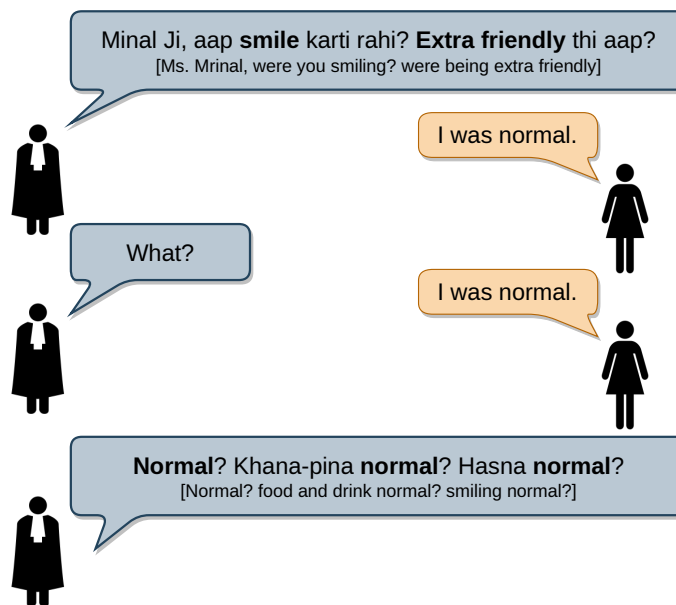 Minal Ji, aap smile karti rahi? Extra friendly thi aap?
[Ms. Mrinal, were you smiling? were being extra friendly]
I was normal.
What?
I was normal.
Normal? Khana-pina normal? Hasna normal?
[Normal? food and drink normal? smiling normal?]